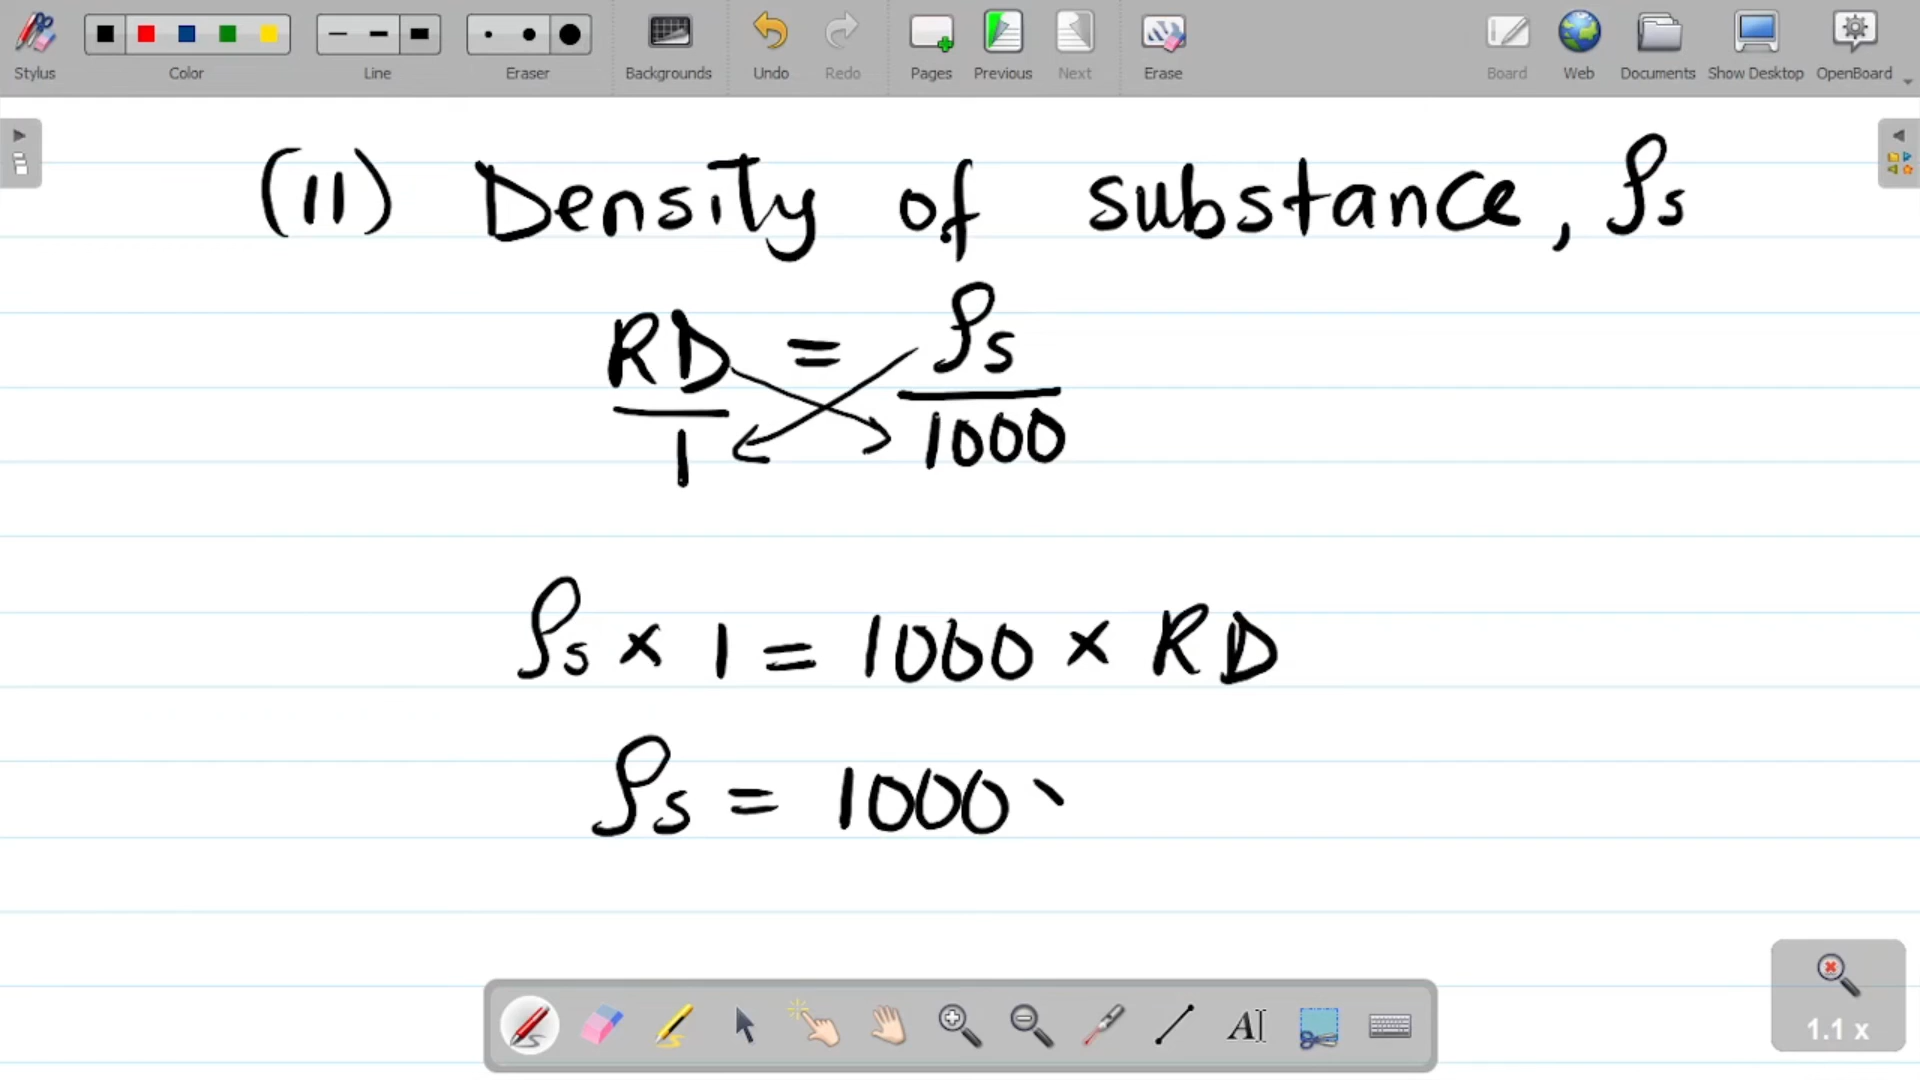 Stylus Color Line Eraser Backgrounds Undo Redo Pages Previous Next Erase Board Web Documents Show Desktop OpenBoard
(II) Density of substance, ρs
RD = ρs
1 1000
ρs × 1 = 1000 × RD
ρs = 1000
1.1 x